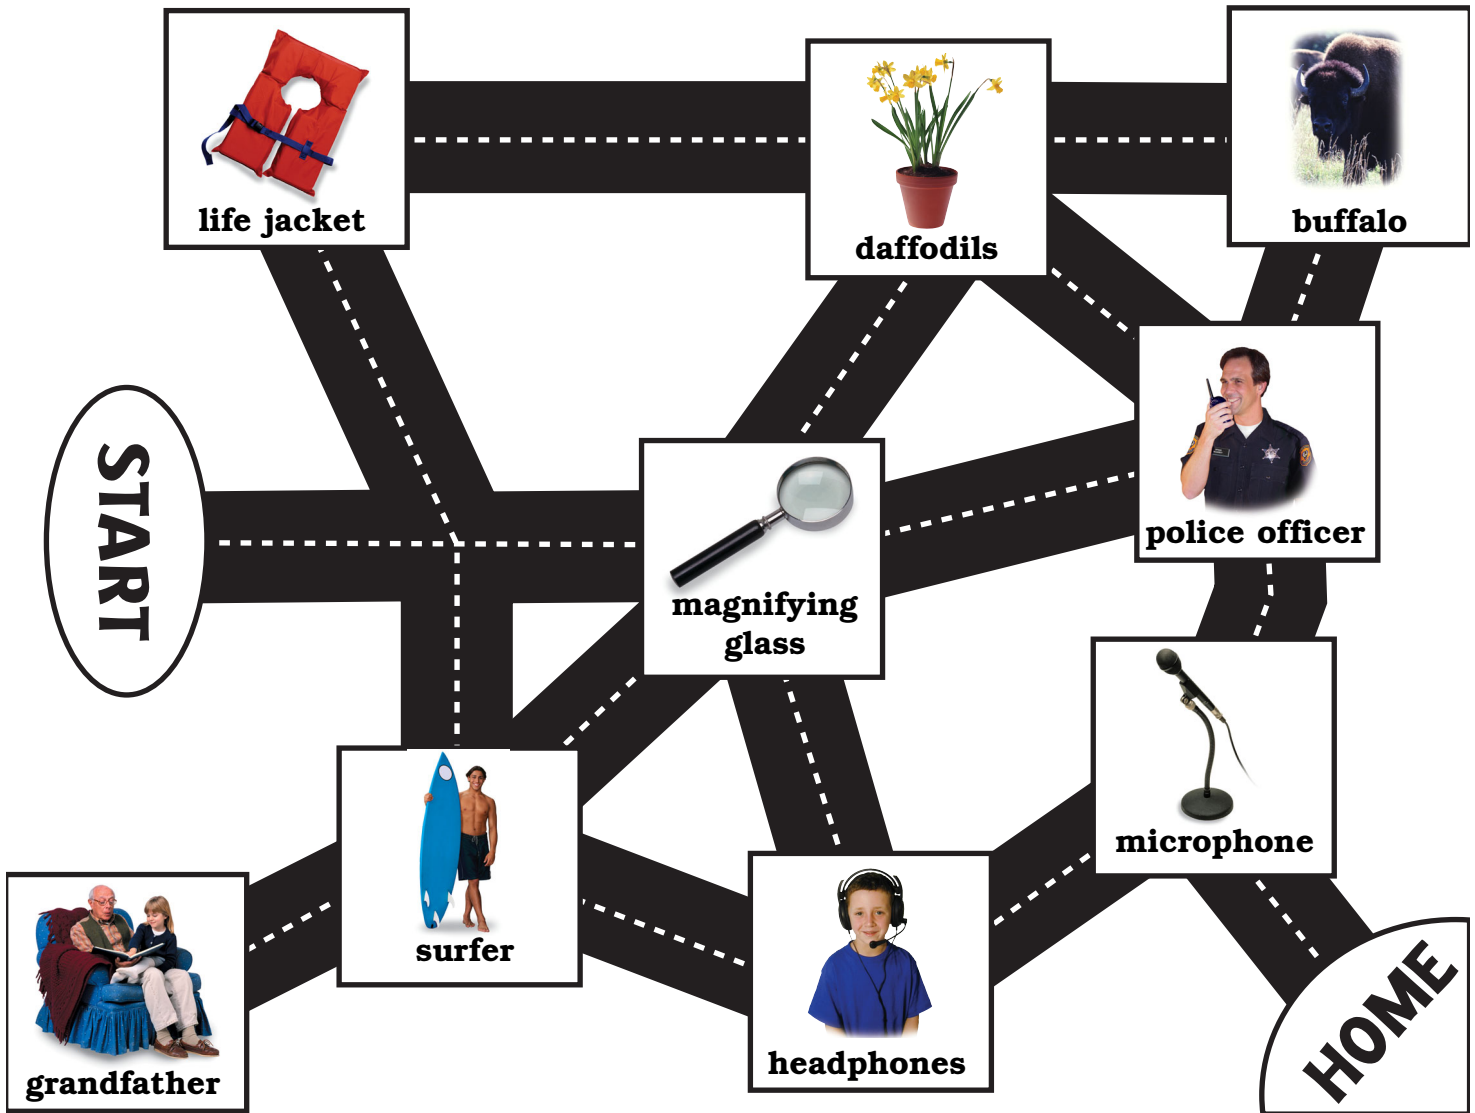 life jacket
daffodils
buffalo
START
police officer
magnifying
glass
microphone
surfer
grandfather
headphones
HOME